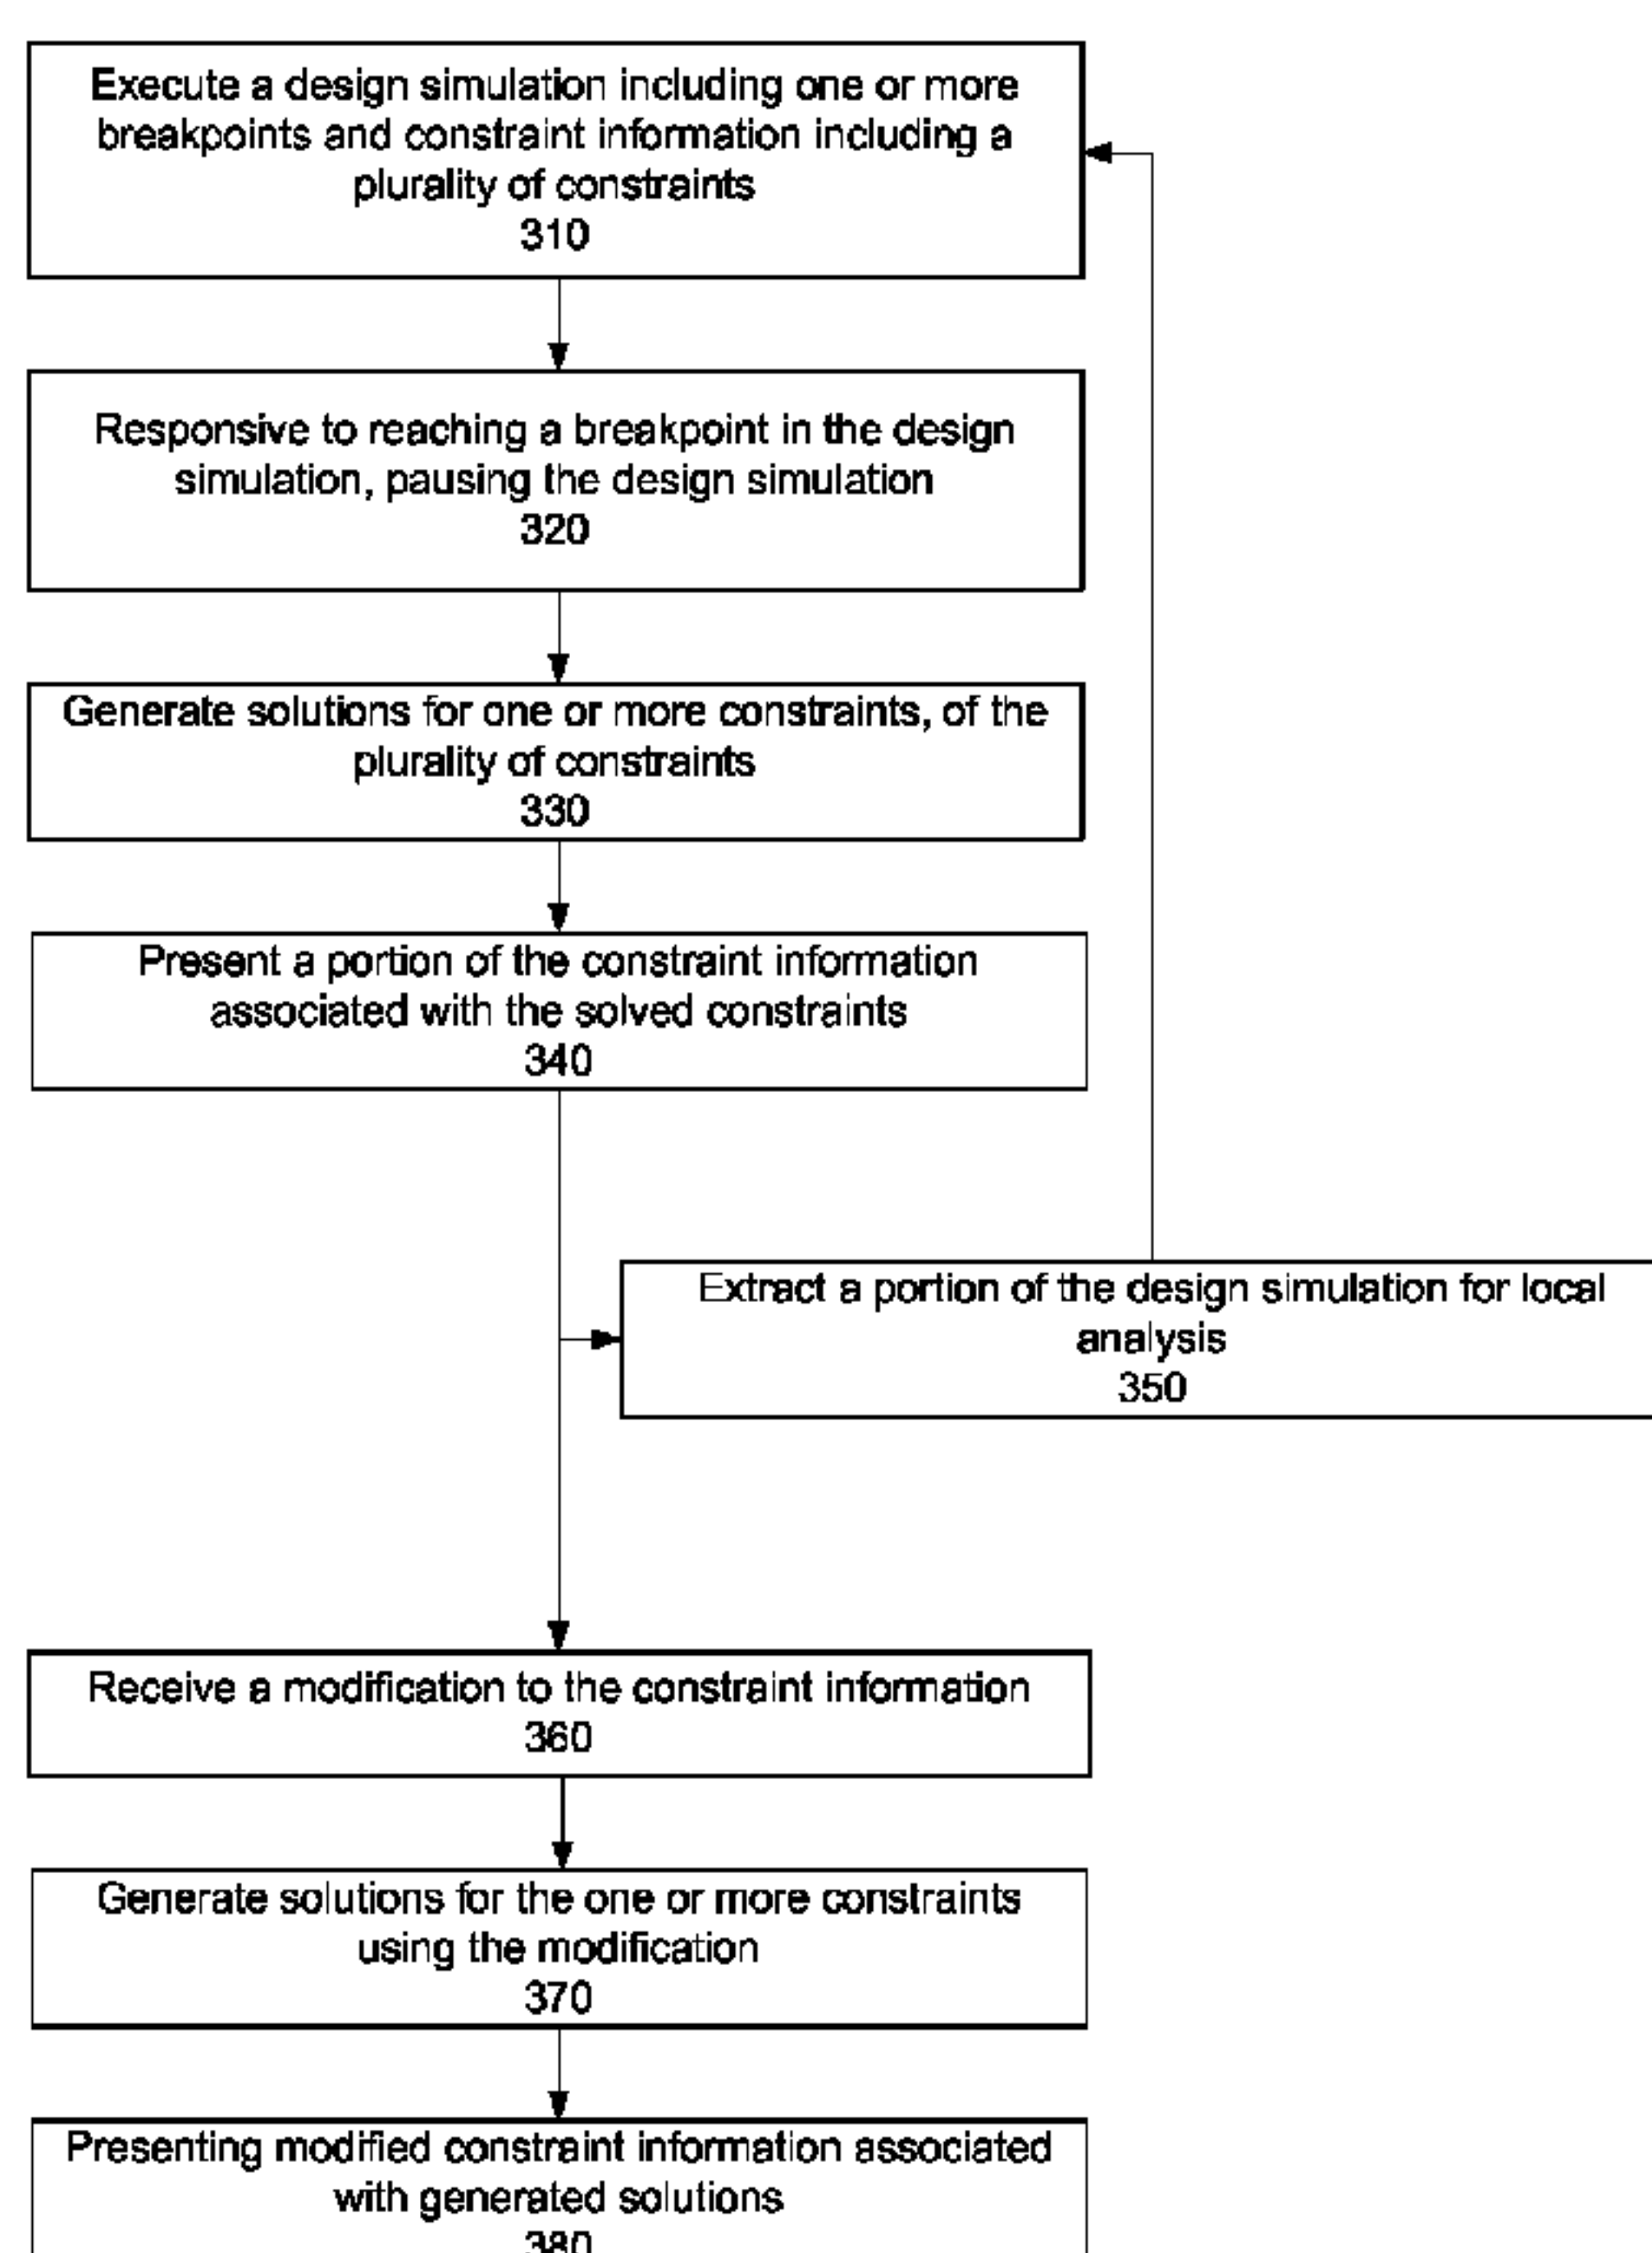 Execute a design simulation including one or more
breakpoints and constraint information including a
plurality of constraints
310
Responsive to reaching a breakpoint in the design
simulation, pausing the design simulation
320
Generate solutions for one or more constraints, of the
plurality of constraints
330
Present a portion of the constraint information
associated with the solved constraints
340
Extract a portion of the design simulation for local
analysis
350
Receive a modification to the constraint information
360
Generate solutions for the one or more constraints
using the modification
370
Presenting modified constraint information associated
with generated solutions
380